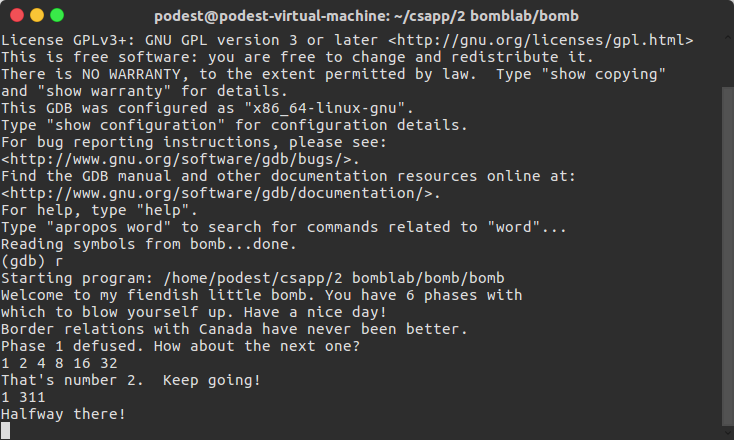 podest@podest-virtual-machine: ~/csapp/2 bomblab/bomb
License GPLv3+: GNU GPL version 3 or later <http://gnu.org/licenses/gpl.html>
This is free software: you are free to change and redistribute it.
There is NO WARRANTY, to the extent permitted by law.  Type "show copying"
and "show warranty" for details.
This GDB was configured as "x86_64-linux-gnu".
Type "show configuration" for configuration details.
For bug reporting instructions, please see:
<http://www.gnu.org/software/gdb/bugs/>.
Find the GDB manual and other documentation resources online at:
<http://www.gnu.org/software/gdb/documentation/>.
For help, type "help".
Type "apropos word" to search for commands related to "word"...
Reading symbols from bomb...done.
(gdb) r
Starting program: /home/podest/csapp/2 bomblab/bomb/bomb
Welcome to my fiendish little bomb. You have 6 phases with
which to blow yourself up. Have a nice day!
Border relations with Canada have never been better.
Phase 1 defused. How about the next one?
1 2 4 8 16 32
That's number 2.  Keep going!
1 311
Halfway there!